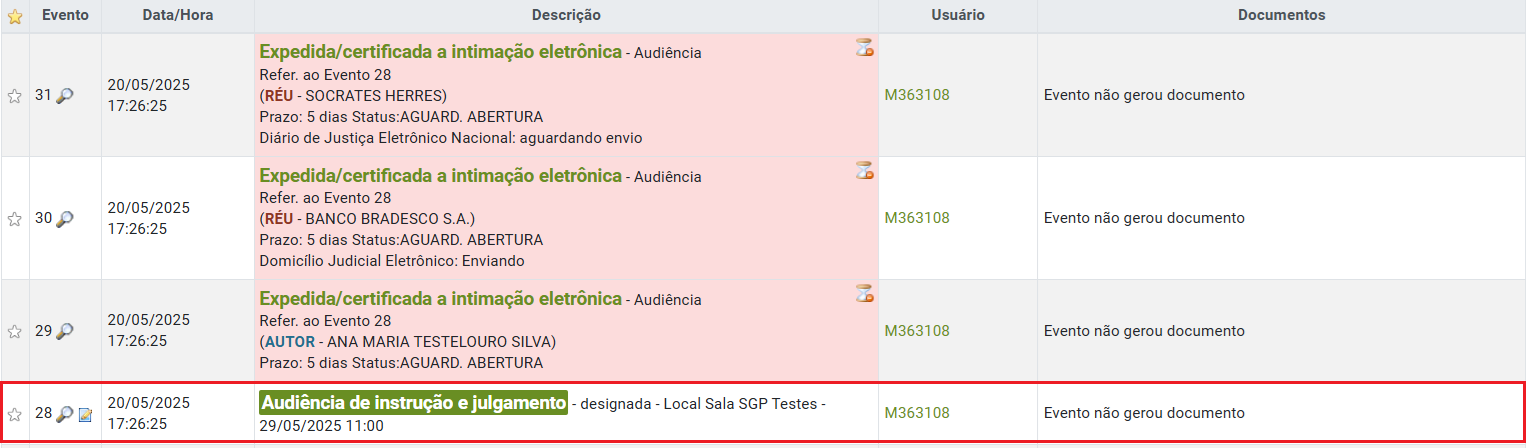 Evento Data/Hora Descrição Usuário Documentos
31 20/05/2025 17:26:25
Expedida/certificada a intimação eletrônica - Audiência
Refer. ao Evento 28
(RÉU - SOCRATES HERRES)
Prazo: 5 dias Status:AGUARD. ABERTURA
Diário de Justiça Eletrônico Nacional: aguardando envio
M363108
Evento não gerou documento
30 20/05/2025 17:26:25
Expedida/certificada a intimação eletrônica - Audiência
Refer. ao Evento 28
(RÉU - BANCO BRADESCO S.A.)
Prazo: 5 dias Status:AGUARD. ABERTURA
Domicílio Judicial Eletrônico: Enviando
M363108
Evento não gerou documento
29 20/05/2025 17:26:25
Expedida/certificada a intimação eletrônica - Audiência
Refer. ao Evento 28
(AUTOR - ANA MARIA TESTELOURO SILVA)
Prazo: 5 dias Status:AGUARD. ABERTURA
M363108
Evento não gerou documento
28 20/05/2025 17:26:25
Audiência de instrução e julgamento - designada - Local Sala SGP Testes -
29/05/2025 11:00
M363108
Evento não gerou documento